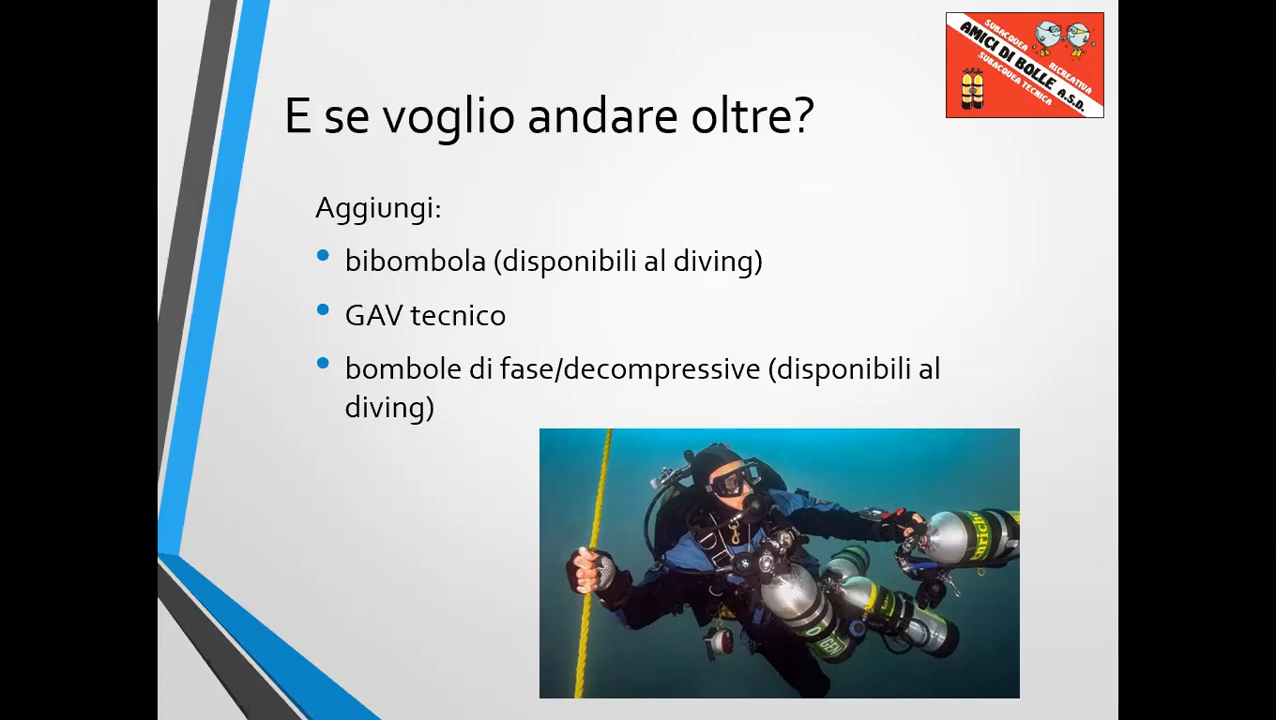 SUBACQUEA
RICREATIVA
AMICI DI BOLLE A.S.D.
SUBACQUEA TECNICA
E se voglio andare oltre?
Aggiungi:
• bibombola (disponibili al diving)
• GAV tecnico
• bombole di fase/decompressive (disponibili al
diving)